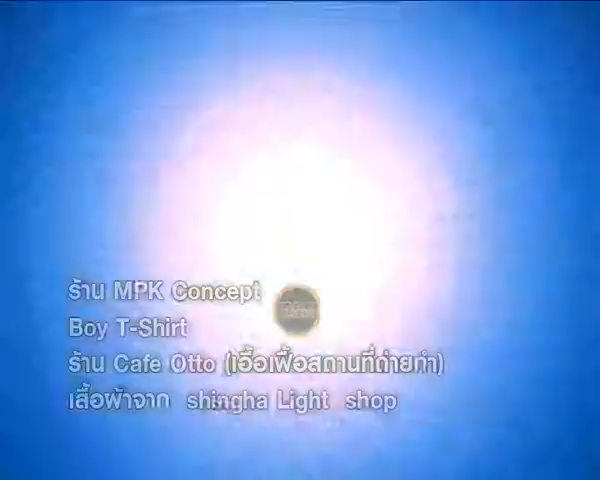 ร้าน MPK Concept
Boy T-Shirt
ร้าน Cafe Otto (เอื้อเฟื้อสถานที่ถ่ายทำ)
เสื้อผ้าจาก shingha Light shop